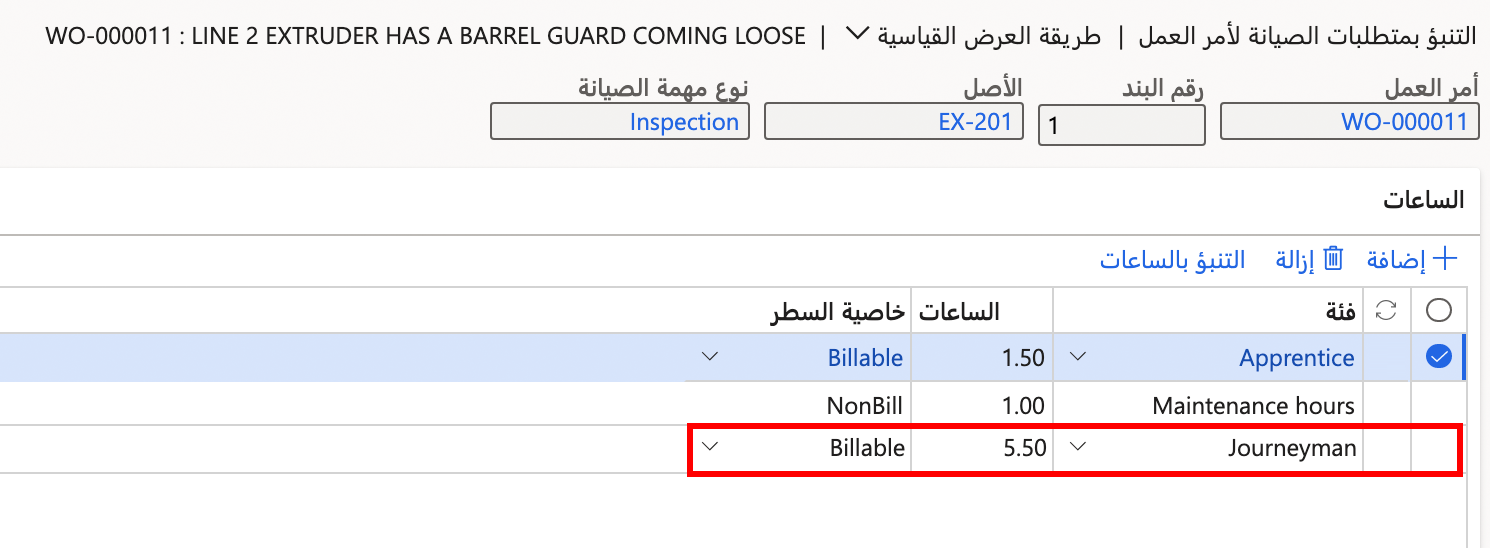 التنبؤ بمتطلبات الصيانة لأمر العمل | طريقة العرض القياسية | WO-000011 : LINE 2 EXTRUDER HAS A BARREL GUARD COMING LOOSE
أمر العمل رقم البند الأصل نوع مهمة الصيانة
WO-000011 1 EX-201 Inspection
الساعات
إضافة إزالة التنبؤ بالساعات
فئة الساعات خاصية السطر
Apprentice 1.50 Billable
Maintenance hours 1.00 NonBill
Journeyman 5.50 Billable